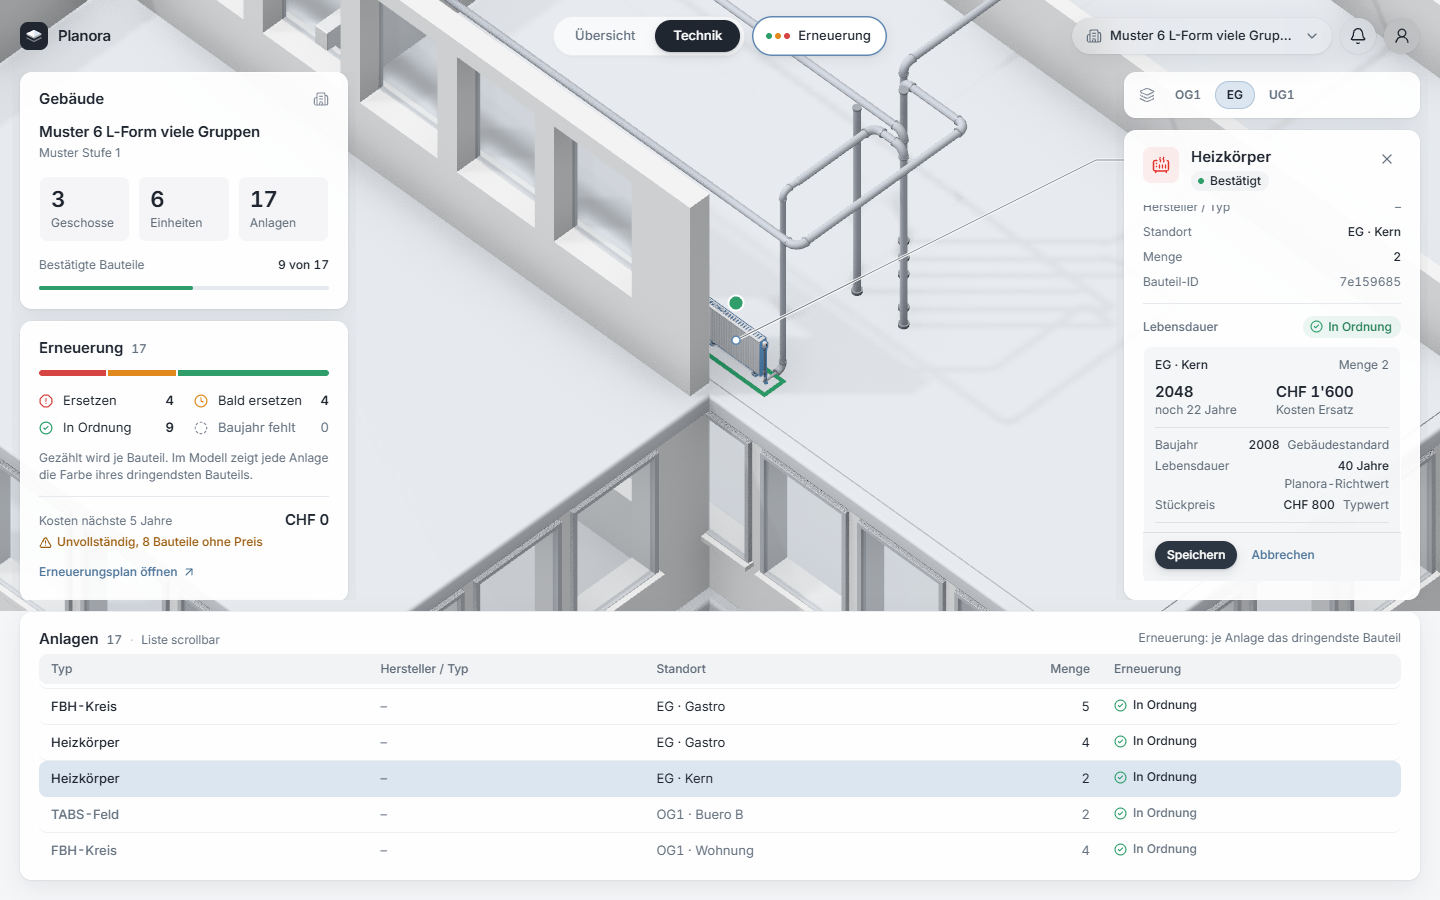 Planora
Übersicht
Technik
Erneuerung
Muster 6 L-Form viele Grup...
Gebäude
Muster 6 L-Form viele Gruppen
Muster Stufe 1
3
Geschosse
6
Einheiten
17
Anlagen
Bestätigte Bauteile 9 von 17
Erneuerung 17
Ersetzen 4
Bald ersetzen 4
In Ordnung 9
Baujahr fehlt 0
Gezählt wird je Bauteil. Im Modell zeigt jede Anlage
die Farbe ihres dringendsten Bauteils.
Kosten nächste 5 Jahre CHF 0
Unvollständig, 8 Bauteile ohne Preis
Erneuerungsplan öffnen
OG1 EG UG1
Heizkörper
Bestätigt
Hersteller / Typ –
Standort EG · Kern
Menge 2
Bauteil-ID 7e159685
Lebensdauer In Ordnung
EG · Kern Menge 2
2048 CHF 1'600
noch 22 Jahre Kosten Ersatz
Baujahr 2008 Gebäudestandard
Lebensdauer 40 Jahre
Planora-Richtwert
Stückpreis CHF 800 Typwert
Speichern Abbrechen
Anlagen 17 · Liste scrollbar Erneuerung: je Anlage das dringendste Bauteil
Typ Hersteller / Typ Standort Menge Erneuerung
FBH-Kreis – EG · Gastro 5 In Ordnung
Heizkörper – EG · Gastro 4 In Ordnung
Heizkörper – EG · Kern 2 In Ordnung
TABS-Feld – OG1 · Buero B 2 In Ordnung
FBH-Kreis – OG1 · Wohnung 4 In Ordnung